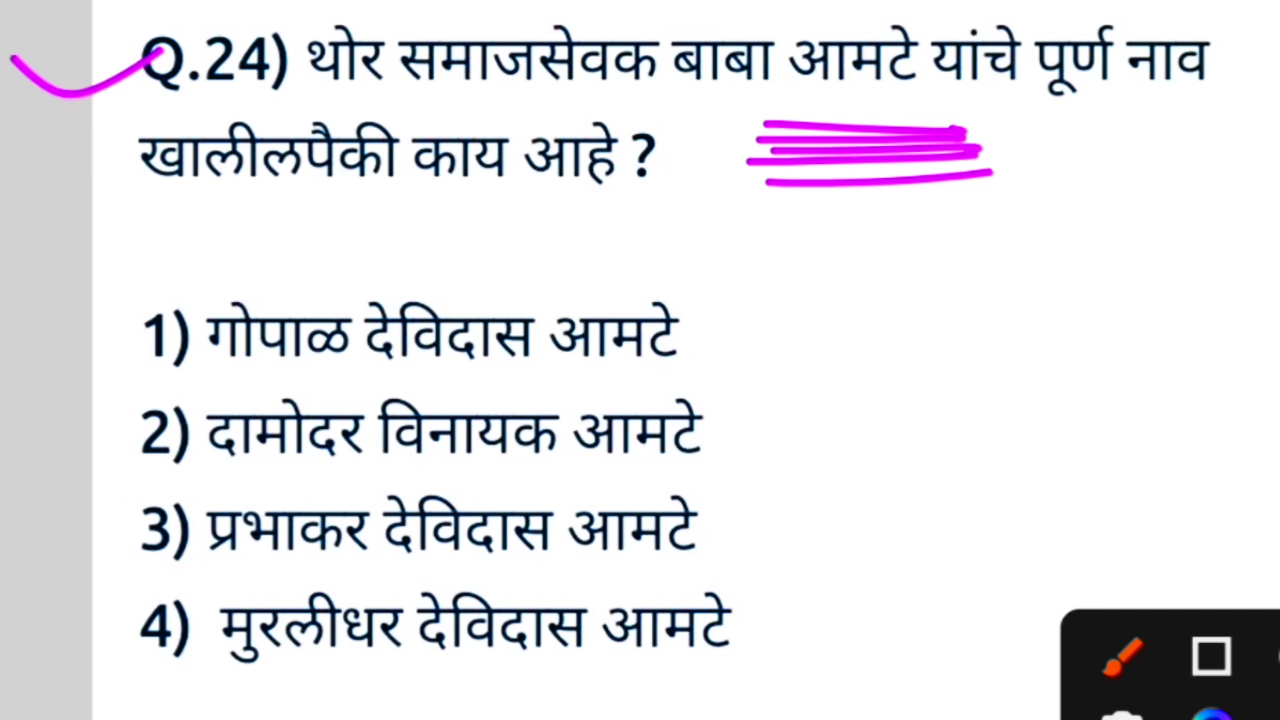 Q.24) थोर समाजसेवक बाबा आमटे यांचे पूर्ण नाव
खालीलपैकी काय आहे ?
1) गोपाळ देविदास आमटे
2) दामोदर विनायक आमटे
3) प्रभाकर देविदास आमटे
4) मुरलीधर देविदास आमटे